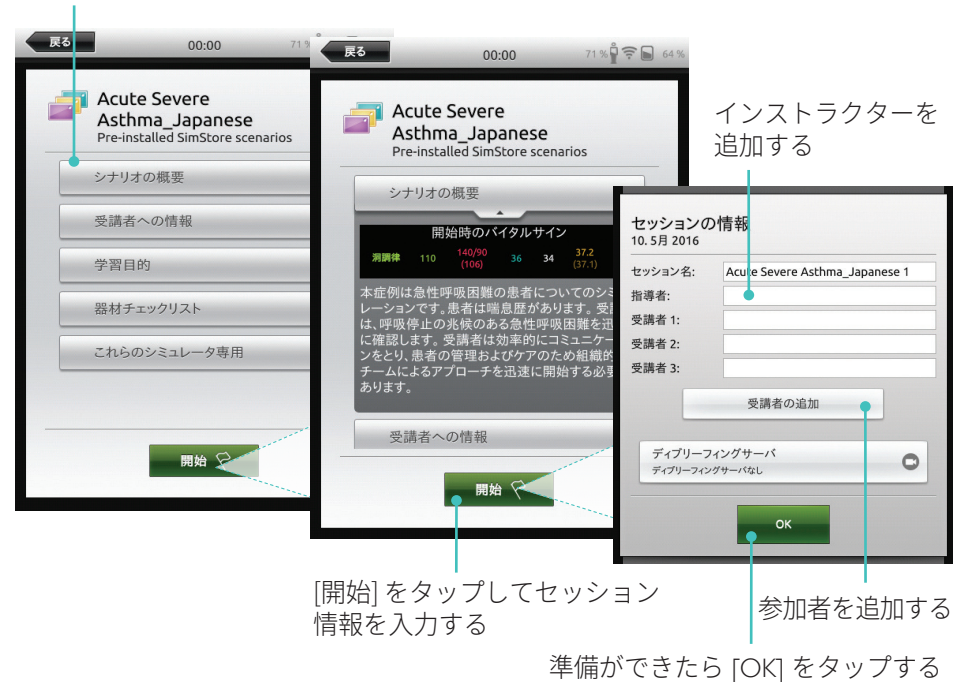 戻る
00:00
71 %
Acute Severe
Asthma_Japanese
Pre-installed SimStore scenarios
シナリオの概要
受講者への情報
学習目的
器材チェックリスト
これらのシミュレータ専用
開始
戻る
00:00
71 %
64 %
Acute Severe
Asthma_Japanese
Pre-installed SimStore scenarios
シナリオの概要
開始時のバイタルサイン
洞調律 110 140/90 (106) 36 34 37.2 (37.1)
本症例は急性呼吸困難の患者についてのシミ
レーションです。患者は喘息歴があります。受
は、呼吸停止の兆候のある急性呼吸困難を迅
に確認します。受講者は効率的にコミュニケー
ンをとり、患者の管理およびケアのため組織的
チームによるアプローチを迅速に開始する必
あります。
受講者への情報
開始
インストラクターを
追加する
セッションの情報
10. 5月 2016
セッション名: Acute Severe Asthma_Japanese 1
指導者:
受講者 1:
受講者 2:
受講者 3:
受講者の追加
ディブリーフィングサーバ
ディブリーフィングサーバなし
OK
[開始] をタップしてセッション
情報を入力する
参加者を追加する
準備ができたら [OK] をタップする